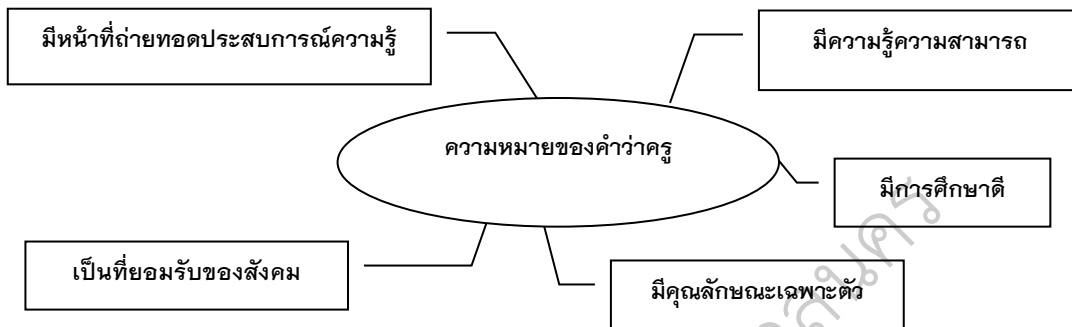 มีหน้าที่ถ่ายทอดประสบการณ์ความรู้
มีความรู้ความสามารถ
ความหมายของคำว่าครู
มีการศึกษาดี
เป็นที่ยอมรับของสังคม
มีคุณลักษณะเฉพาะตัว